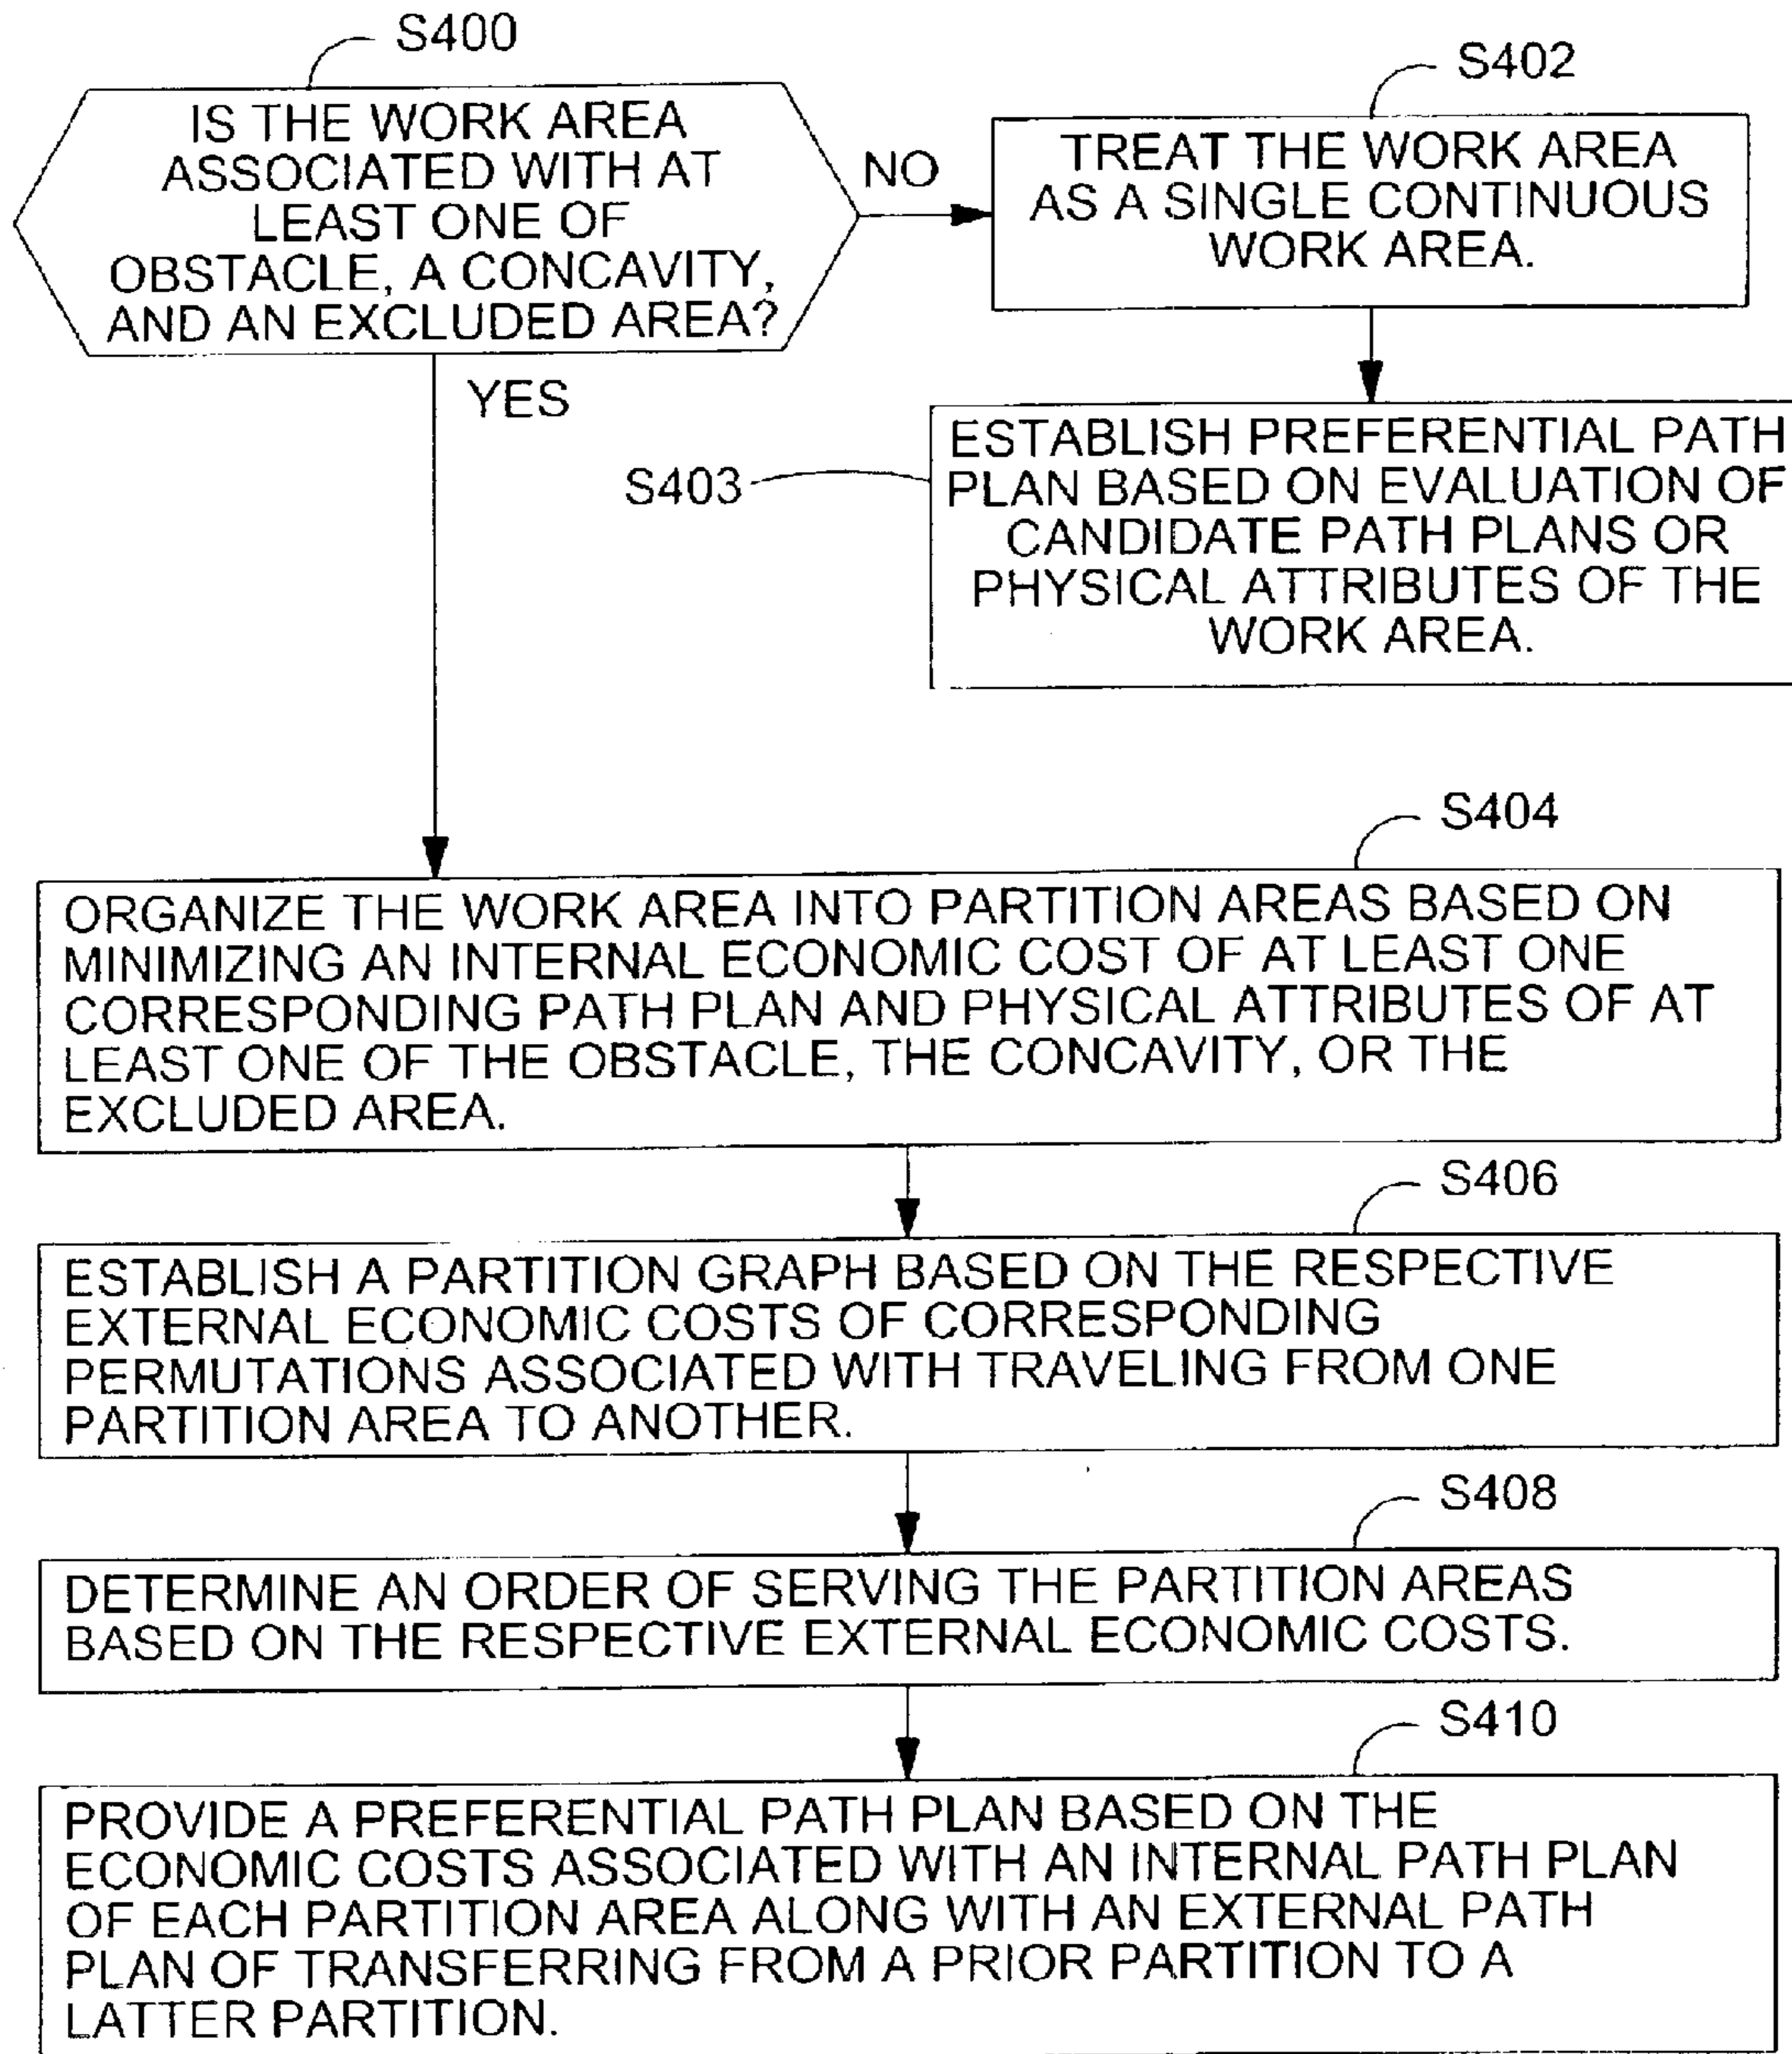 S400
IS THE WORK AREA
ASSOCIATED WITH AT
LEAST ONE OF
OBSTACLE, A CONCAVITY,
AND AN EXCLUDED AREA?
NO
S402
TREAT THE WORK AREA
AS A SINGLE CONTINUOUS
WORK AREA.
YES
S403
ESTABLISH PREFERENTIAL PATH
PLAN BASED ON EVALUATION OF
CANDIDATE PATH PLANS OR
PHYSICAL ATTRIBUTES OF THE
WORK AREA.
S404
ORGANIZE THE WORK AREA INTO PARTITION AREAS BASED ON
MINIMIZING AN INTERNAL ECONOMIC COST OF AT LEAST ONE
CORRESPONDING PATH PLAN AND PHYSICAL ATTRIBUTES OF AT
LEAST ONE OF THE OBSTACLE, THE CONCAVITY, OR THE
EXCLUDED AREA.
S406
ESTABLISH A PARTITION GRAPH BASED ON THE RESPECTIVE
EXTERNAL ECONOMIC COSTS OF CORRESPONDING
PERMUTATIONS ASSOCIATED WITH TRAVELING FROM ONE
PARTITION AREA TO ANOTHER.
S408
DETERMINE AN ORDER OF SERVING THE PARTITION AREAS
BASED ON THE RESPECTIVE EXTERNAL ECONOMIC COSTS.
S410
PROVIDE A PREFERENTIAL PATH PLAN BASED ON THE
ECONOMIC COSTS ASSOCIATED WITH AN INTERNAL PATH PLAN
OF EACH PARTITION AREA ALONG WITH AN EXTERNAL PATH
PLAN OF TRANSFERRING FROM A PRIOR PARTITION TO A
LATTER PARTITION.